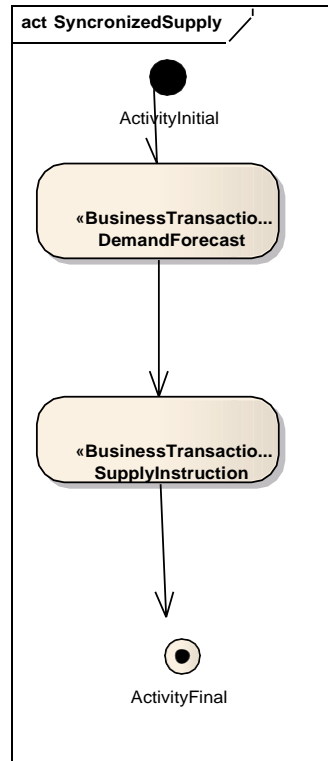 act SyncronizedSupply
ActivityInitial
«BusinessTransactio...
DemandForecast
«BusinessTransactio...
SupplyInstruction
ActivityFinal